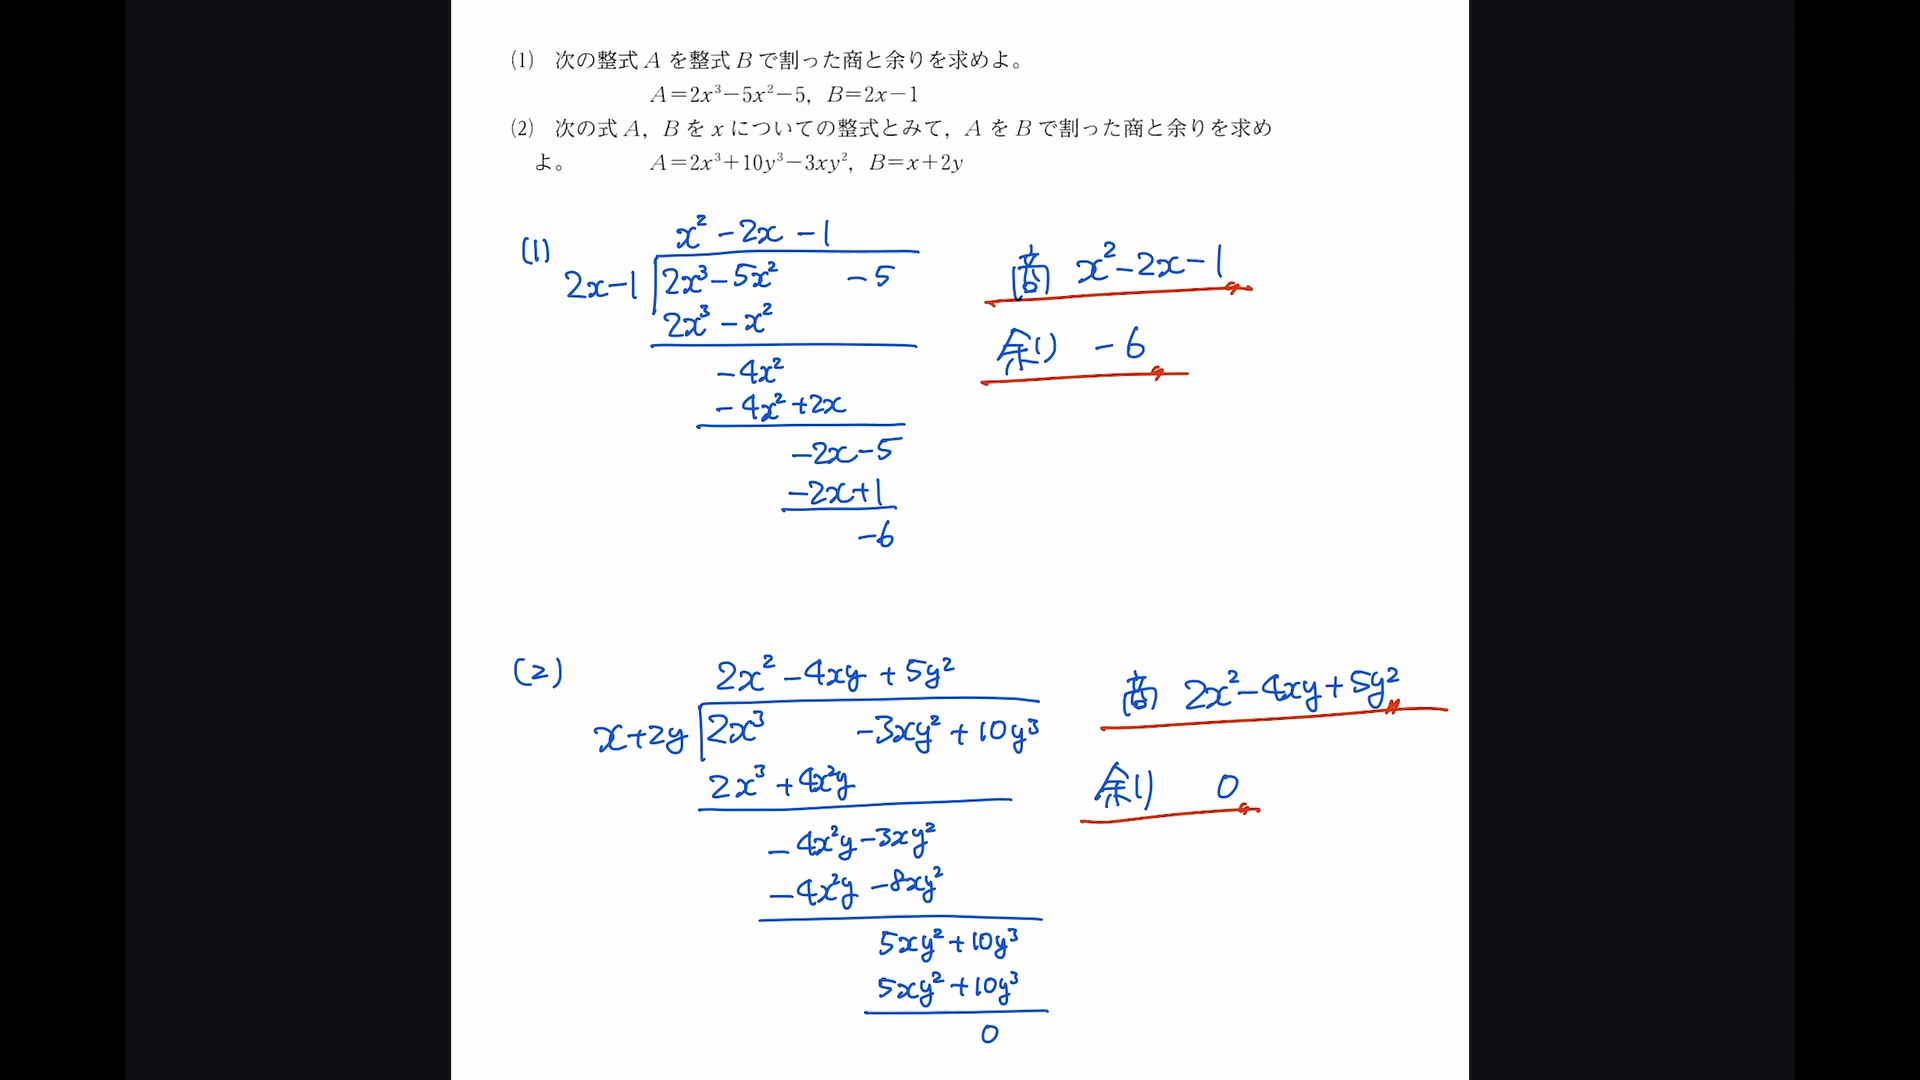 (1) 次の整式 A を整式 B で割った商と余りを求めよ。
A=2x³−5x²−5, B=2x−1
(2) 次の式 A, B を x についての整式とみて, A を B で割った商と余りを求め
よ。 A=2x³+10y³−3xy², B=x+2y
(1)
x² −2x −1
2x−1 2x³−5x² −5
2x³ − x²
−4x²
−4x²+2x
−2x−5
−2x+1
−6
商 x²−2x−1
余り −6
(2)
2x² −4xy +5y²
x+2y 2x³ −3xy² +10y³
2x³ +4x²y
−4x²y−3xy²
−4x²y −8xy²
5xy²+10y³
5xy²+10y³
0
商 2x²−4xy+5y²
余り 0